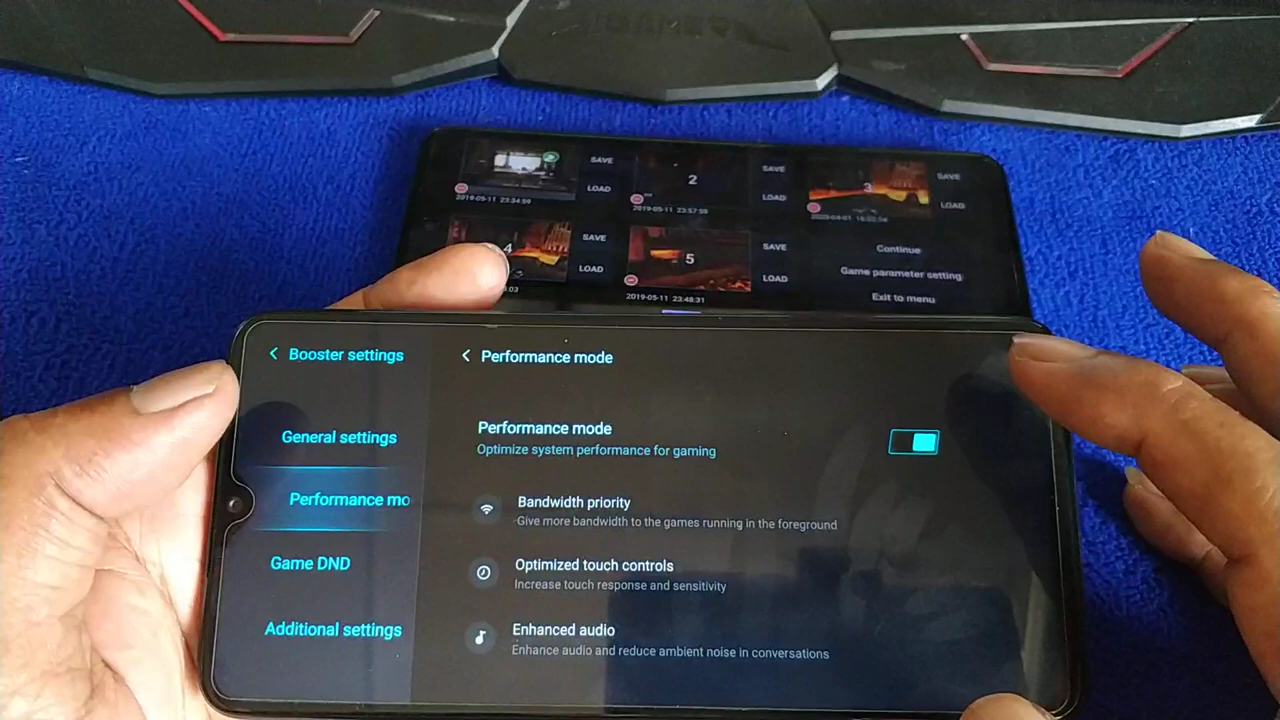 SAVE
SAVE
SAVE
2
3
LOAD
LOAD
LOAD
2019-05-11 23:34:59
2019-05-11 23:57:59
SAVE
SAVE
4
5
LOAD
LOAD
Continue
Game parameter setting
Exit to menu
2019-05-11 23:48:31
Booster settings
Performance mode
General settings
Performance mode
Optimize system performance for gaming
Performance mo
Bandwidth priority
Give more bandwidth to the games running in the foreground
Game DND
Optimized touch controls
Increase touch response and sensitivity
Additional settings
Enhanced audio
Enhance audio and reduce ambient noise in conversations